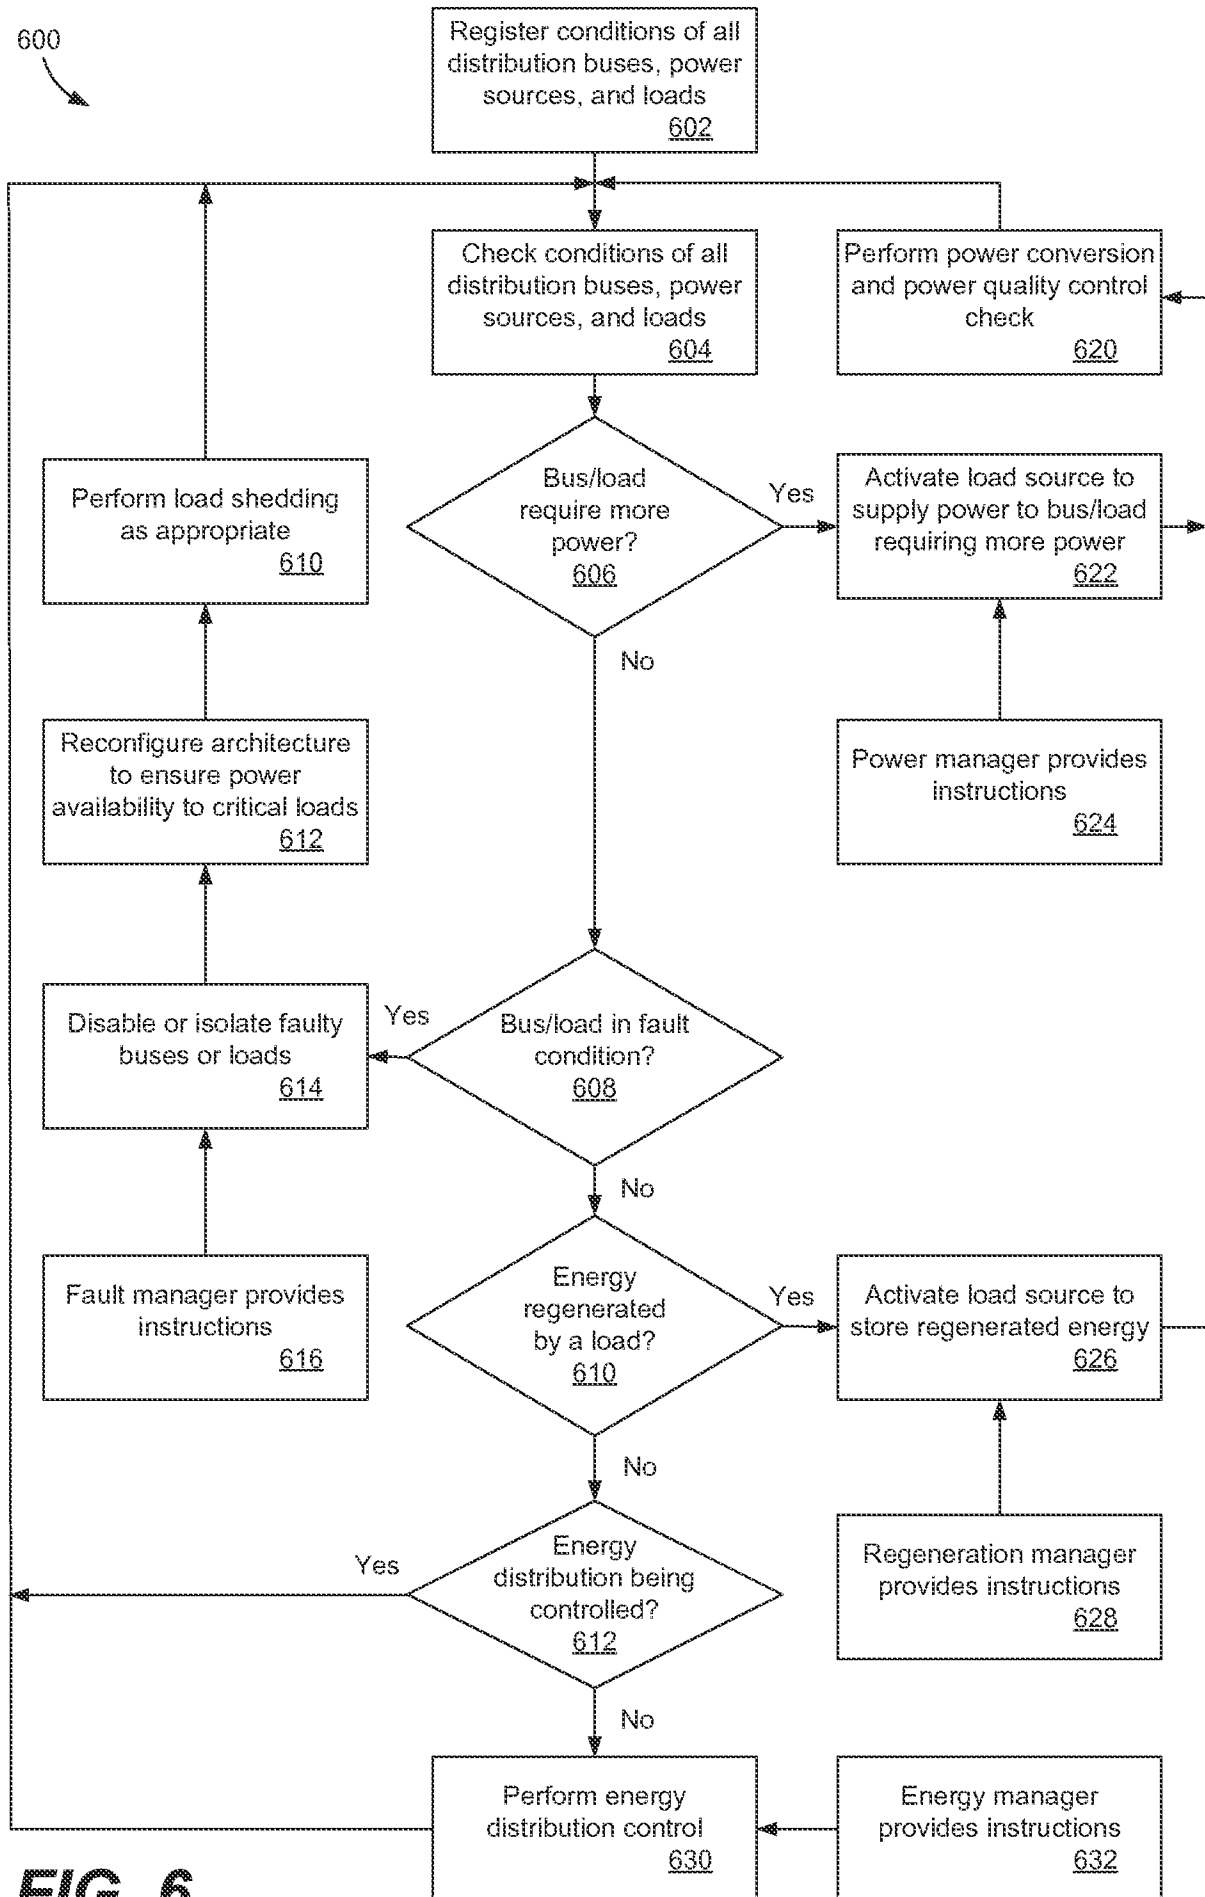 600
Register conditions of all
distribution buses, power
sources, and loads
602
Check conditions of all
distribution buses, power
sources, and loads
604
Perform power conversion
and power quality control
check
620
Bus/load
require more
power?
606
Yes
No
Activate load source to
supply power to bus/load
requiring more power
622
Perform load shedding
as appropriate
610
Reconfigure architecture
to ensure power
availability to critical loads
612
Power manager provides
instructions
624
Disable or isolate faulty
buses or loads
614
Yes
Bus/load in fault
condition?
608
No
Fault manager provides
instructions
616
Energy
regenerated
by a load?
610
Yes
No
Activate load source to
store regenerated energy
626
Yes
Energy
distribution being
controlled?
612
No
Regeneration manager
provides instructions
628
Perform energy
distribution control
630
Energy manager
provides instructions
632
FIG. 6